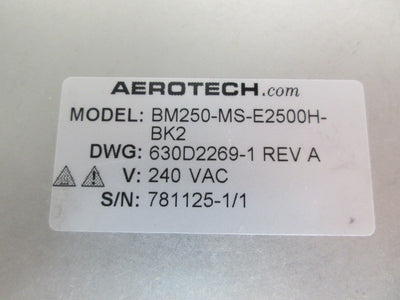 AEROTECH.com
MODEL: BM250-MS-E2500H-
BK2
DWG: 630D2269-1 REV A
V: 240 VAC
S/N: 781125-1/1